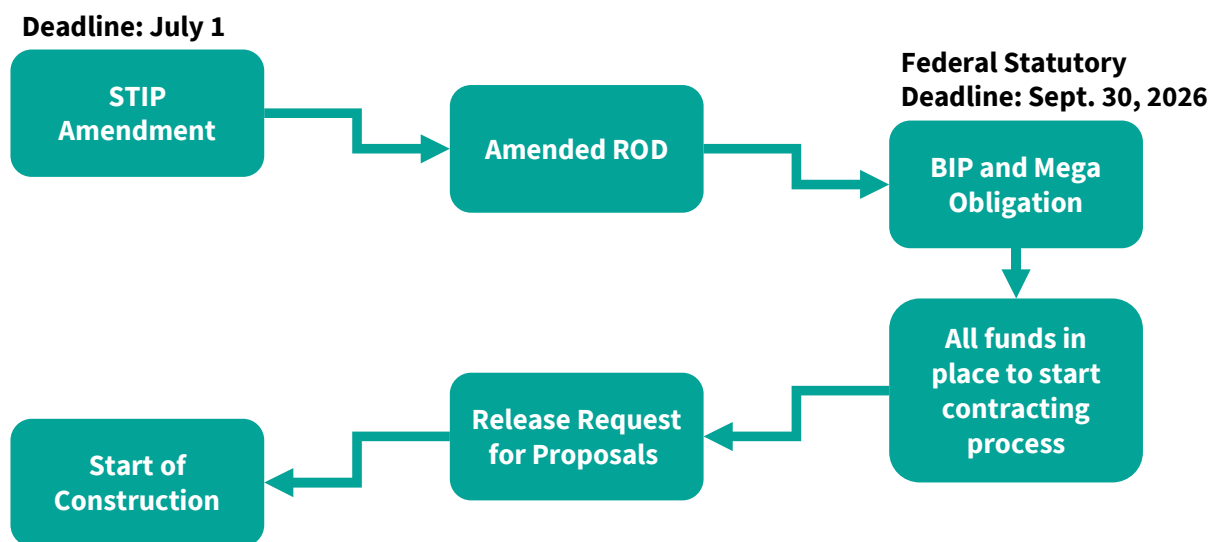 Deadline: July 1
STIP
Amendment
Amended ROD
Federal Statutory
Deadline: Sept. 30, 2026
BIP and Mega
Obligation
All funds in
place to start
contracting
process
Release Request
for Proposals
Start of
Construction